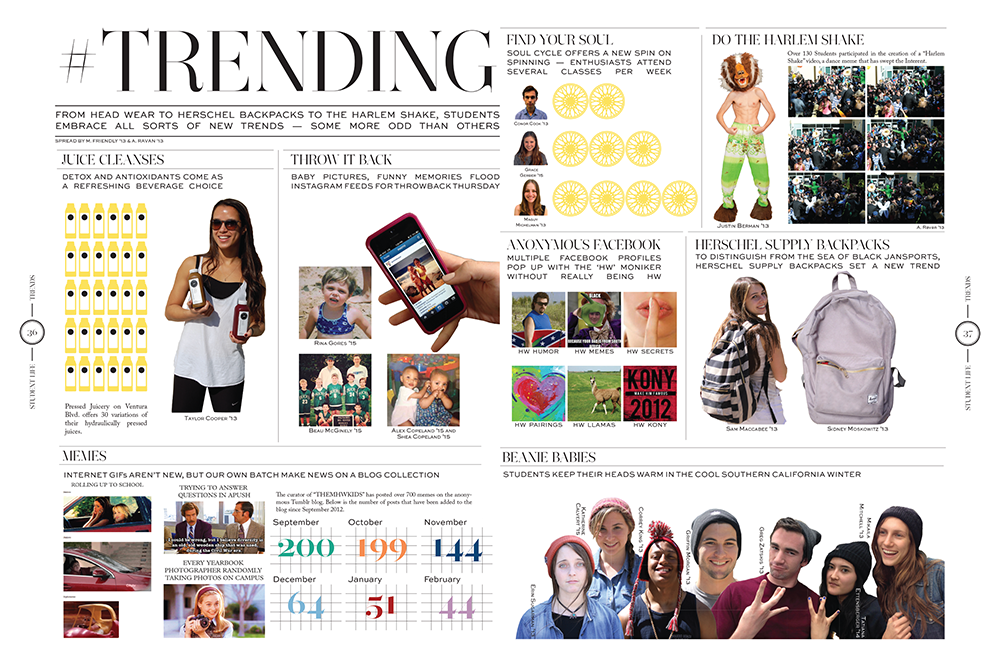 #TRENDING
FROM HEAD WEAR TO HERSCHEL BACKPACKS TO THE HARLEM SHAKE, STUDENTS
EMBRACE ALL SORTS OF NEW TRENDS — SOME MORE ODD THAN OTHERS
SPREAD BY M. FRIENDLY '13 & A. RAVAN '13
JUICE CLEANSES
DETOX AND ANTIOXIDANTS COME AS
A REFRESHING BEVERAGE CHOICE
Pressed Juicery on Ventura
Blvd. offers 30 variations of
their hydraulically pressed
juices.
TAYLOR COOPER '13
THROW IT BACK
BABY PICTURES, FUNNY MEMORIES FLOOD
INSTAGRAM FEEDS FOR THROWBACK THURSDAY
RINA GORES '15
BEAU MCGINELY '15
ALEX COPELAND '15 AND
SHEA COPELAND '15
FIND YOUR SOUL
SOUL CYCLE OFFERS A NEW SPIN ON
SPINNING — ENTHUSIASTS ATTEND
SEVERAL CLASSES PER WEEK
CONOR COOK '13
GRACE
GERBER '15
MANUY
MICHELMAN '13
DO THE HARLEM SHAKE
Over 130 Students participated in the creation of a "Harlem
Shake" video, a dance meme that has swept the Internet.
JUSTIN BERMAN '13
ANONYMOUS FACEBOOK
MULTIPLE FACEBOOK PROFILES
POP UP WITH THE 'HW' MONIKER
WITHOUT REALLY BEING HW
BLACK
HW HUMOR
HW MEMES
HW SECRETS
KONY
MAKE KIM FAMOUS
2012
HW PAIRINGS
HW LLAMAS
HW KONY
HERSCHEL SUPPLY BACKPACKS
TO DISTINGUISH FROM THE SEA OF BLACK JANSPORTS,
HERSCHEL SUPPLY BACKPACKS SET A NEW TREND
SAM MACCABEE '13
SIDNEY MOSKOWITZ '13
STUDENT LIFE
36
TRENDS
TRENDS
37
STUDENT LIFE
MEMES
INTERNET GIFS AREN'T NEW, BUT OUR OWN BATCH MAKE NEWS ON A BLOG COLLECTION
ROLLING UP TO SCHOOL
TRYING TO ANSWER
QUESTIONS IN APUSH
I could be wrong, but I believe diversity is
an old, old wooden ship that was used
during the Civil War era.
EVERY YEARBOOK
PHOTOGRAPHER RANDOMLY
TAKING PHOTOS ON CAMPUS
The curator of "THEMHWKIDS" has posted over 700 memes on the anony-
mous Tumblr blog. Below is the number of posts that have been added to the
blog since September 2012.
September
October
November
200
199
144
December
January
February
64
51
44
BEANIE BABIES
STUDENTS KEEP THEIR HEADS WARM IN THE COOL SOUTHERN CALIFORNIA WINTER
KATHERINE
CALVERT '15
COREY KING '13
GRIFFIN MORGAN '13
GREG ZATSKIS '13
MAKALA
MITCHELL '13
TATIANA
ETTENSBERGER '14